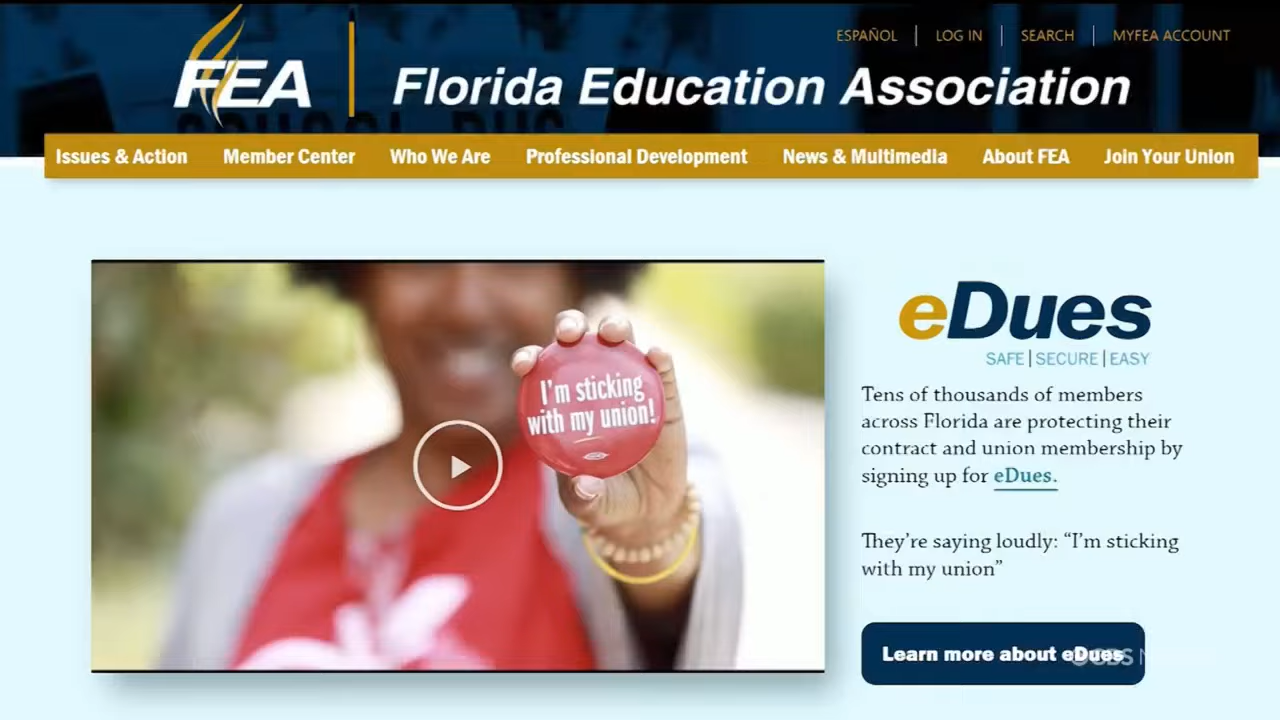 ESPAÑOL | LOG IN | SEARCH | MYFEA ACCOUNT
FEA | Florida Education Association
SCHOOL BUS
Issues & Action Member Center Who We Are Professional Development News & Multimedia About FEA Join Your Union
I'm sticking
with my union!
eDues
SAFE | SECURE | EASY
Tens of thousands of members
across Florida are protecting their
contract and union membership by
signing up for eDues.
They're saying loudly: “I'm sticking
with my union”
Learn more about eDues